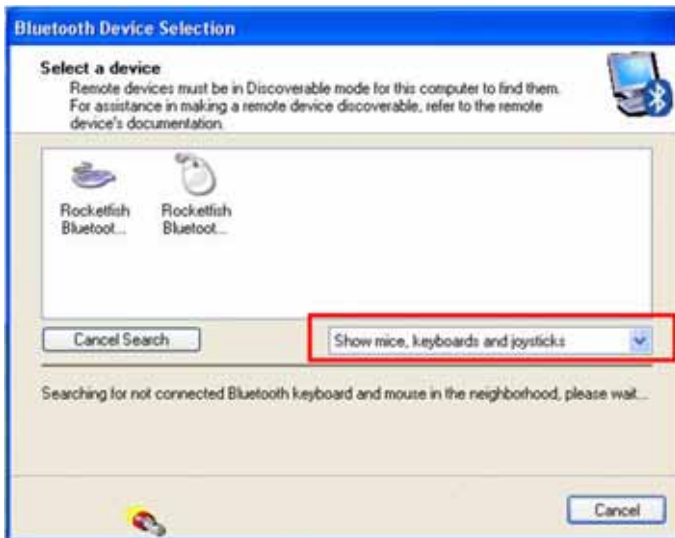 Bluetooth Device Selection
Select a device
Remote devices must be in Discoverable mode for this computer to find them.
For assistance in making a remote device discoverable, refer to the remote
device's documentation.
Rocketfish
Bluetoot...
Rocketfish
Bluetoot...
Cancel Search
Show mice, keyboards and joysticks
Searching for not connected Bluetooth keyboard and mouse in the neighborhood, please wait...
Cancel